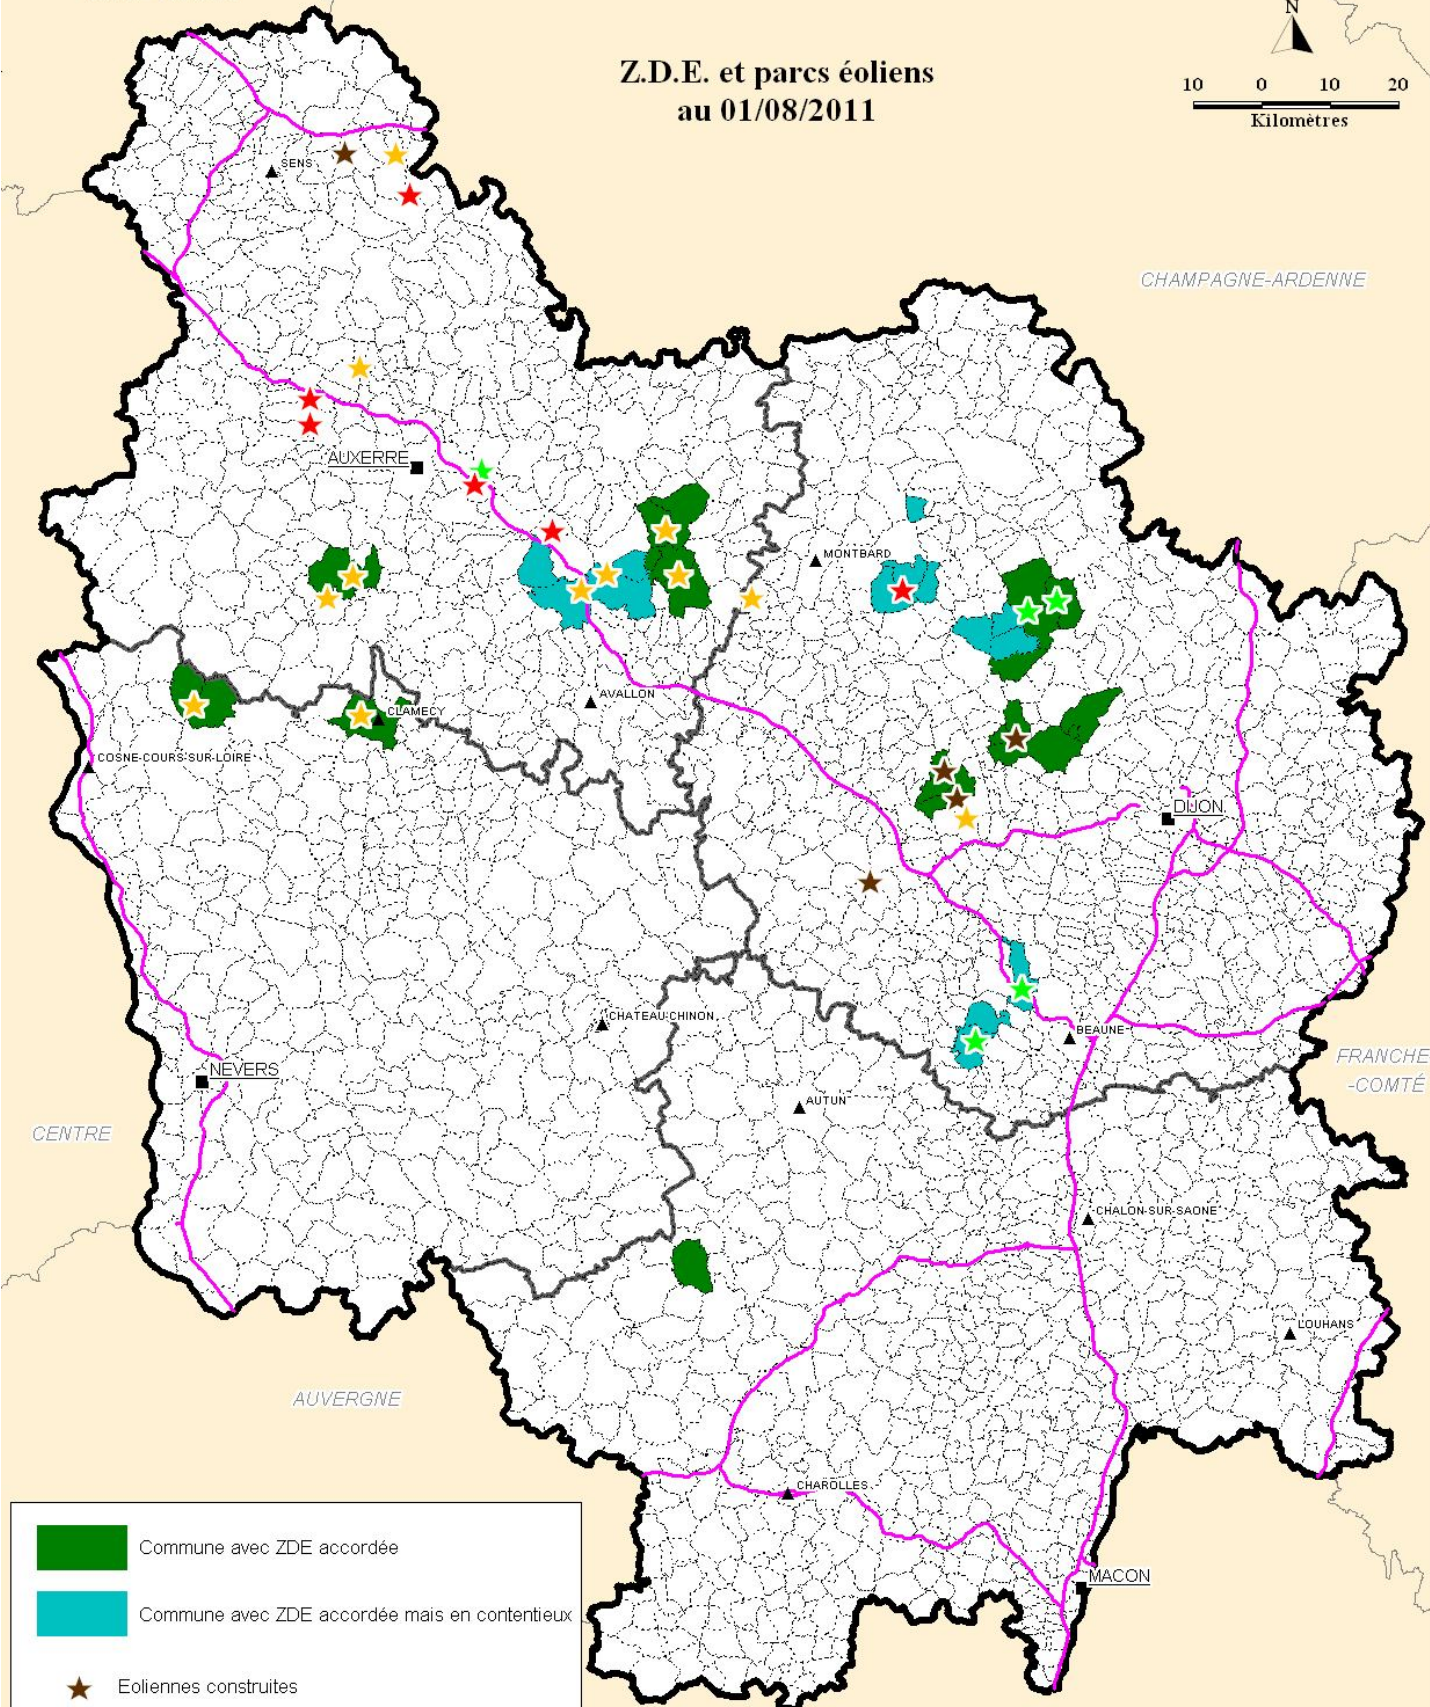 N
Z.D.E. et parcs éoliens
au 01/08/2011
10 0 10 20
Kilomètres
SENS
CHAMPAGNE-ARDENNE
AUXERRE
MONTBARD
AVALLON
CLAMECY
COSNE-COURS-SUR-LOIRE
DIJON
CHATEAU-CHINON
BEAUNE
NEVERS
FRANCHE
-COMTÉ
AUTUN
CENTRE
CHALON-SUR-SAONE
LOUHANS
AUVERGNE
CHAROLLES
Commune avec ZDE accordée
MACON
Commune avec ZDE accordée mais en contentieux
Eoliennes construites